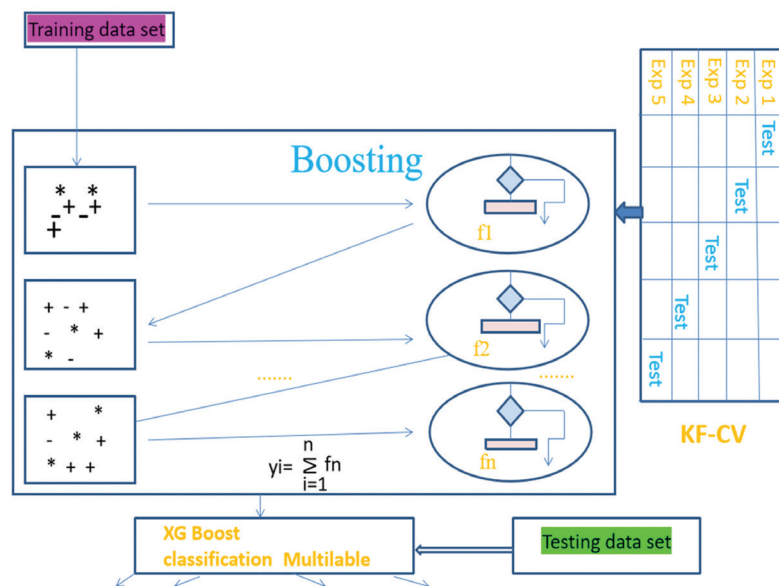 Training data set
Boosting
* *
- + - +
+
f1
+ - +
- * +
* -
f2
.......
.......
+ *
- * +
* + +
fn
n
yi= Σ fn
i=1
Exp 1
Exp 2
Exp 3
Exp 4
Exp 5
Test
Test
Test
Test
Test
KF-CV
XG Boost
classification Multilable
Testing data set